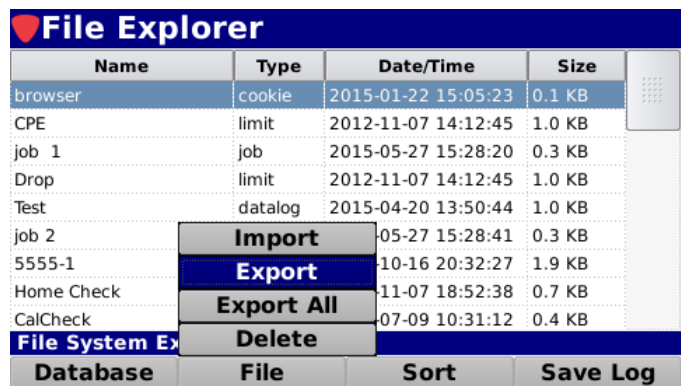 File Explorer
Name Type Date/Time Size
browser cookie 2015-01-22 15:05:23 0.1 KB
CPE limit 2012-11-07 14:12:45 1.0 KB
job 1 job 2015-05-27 15:28:20 0.3 KB
Drop limit 2012-11-07 14:12:45 1.0 KB
Test datalog 2015-04-20 13:50:44 1.0 KB
job 2 Import -05-27 15:28:41 0.3 KB
5555-1 Export -10-16 20:32:27 1.9 KB
Home Check Export All -11-07 18:52:38 0.7 KB
CalCheck -07-09 10:31:12 0.4 KB
File System Ex Delete
Database File Sort Save Log